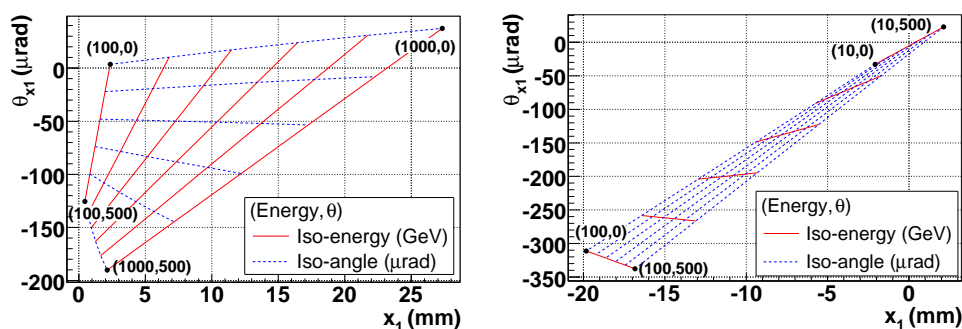 θx1 (μrad)
0
-50
-100
-150
-200
(100,0)
(1000,0)
(100,500)
(1000,500)
(Energy, θ)
Iso-energy (GeV)
Iso-angle (μrad)
0 5 10 15 20 25
x1 (mm)
θx1 (μrad)
0
-50
-100
-150
-200
-250
-300
-350
(10,500)
(10,0)
(100,0)
(100,500)
(Energy, θ)
Iso-energy (GeV)
Iso-angle (μrad)
-20 -15 -10 -5 0
x1 (mm)